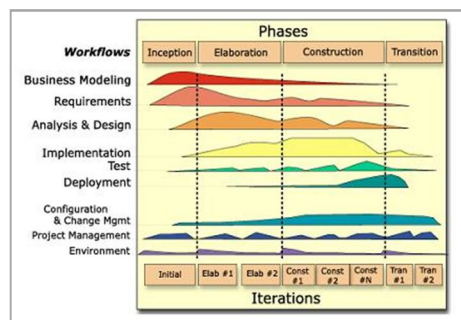 Phases
Workflows
Inception Elaboration Construction Transition
Business Modeling
Requirements
Analysis & Design
Implementation
Test
Deployment
Configuration
& Change Mgmt
Project Management
Environment
Initial Elab #1 Elab #2 Const #1 Const #2 Const #N Tran #1 Tran #2
Iterations